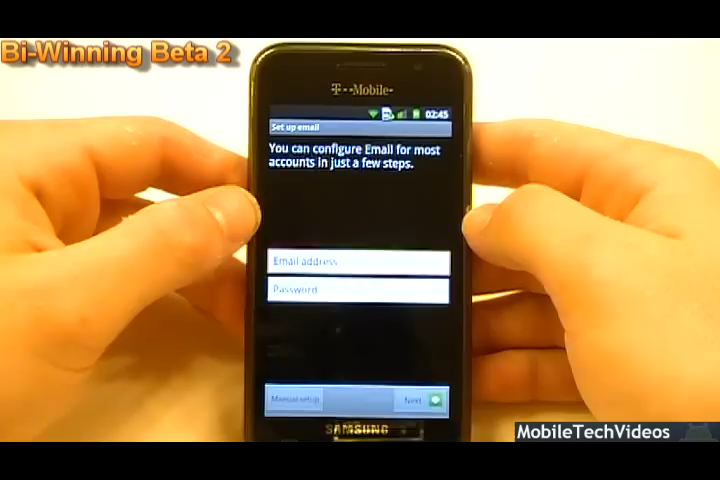 Bi-Winning Beta 2
T··Mobile·
02:45
Set up email
You can configure Email for most
accounts in just a few steps.
Email address
Password
Manual setup
Next
SAMSUNG
MobileTechVideos